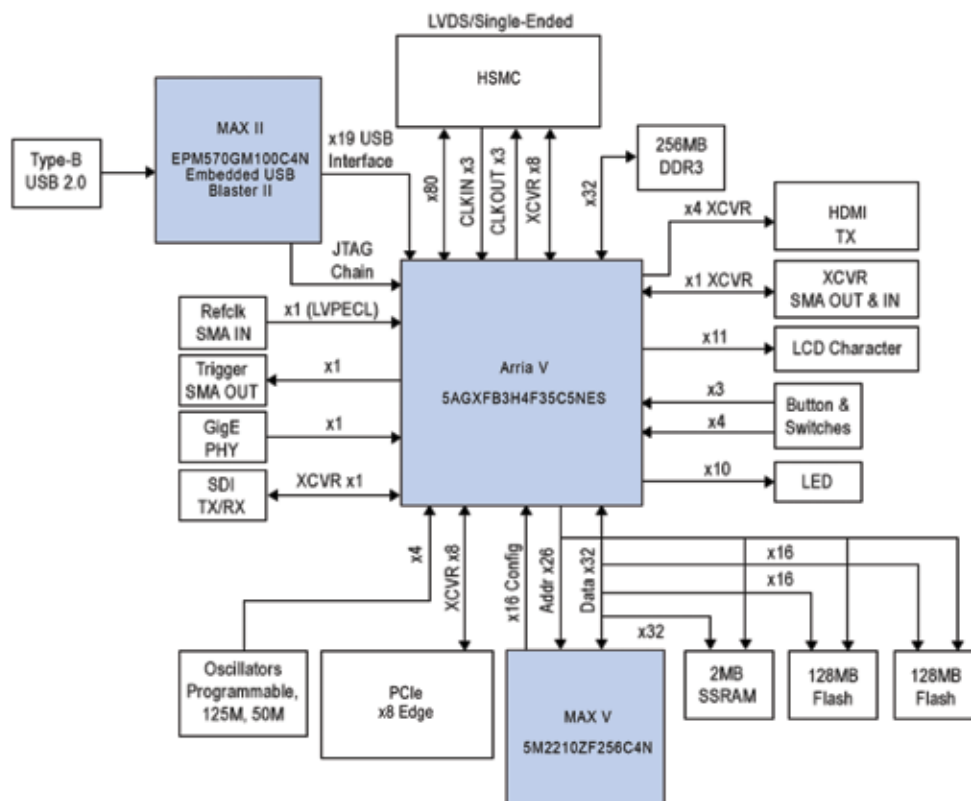 LVDS/Single-Ended
HSMC
MAX II
EPM570GM100C4N
Embedded USB
Blaster II
x19 USB
Interface
Type-B
USB 2.0
x80
CLKIN x3
CLKOUT x3
XCVR x8
x32
256MB
DDR3
x4 XCVR
HDMI
TX
JTAG
Chain
x1 XCVR
XCVR
SMA OUT & IN
Refclk
SMA IN
x1 (LVPECL)
x11
LCD Character
Arria V
5AGXFB3H4F35C5NES
Trigger
SMA OUT
x1
x3
x4
Button &
Switches
GigE
PHY
x1
x10
LED
SDI
TX/RX
XCVR x1
x4
XCVR x8
x16 Config
Addr x26
Data x32
x16
x16
x32
Oscillators
Programmable,
125M, 50M
PCIe
x8 Edge
MAX V
5M2210ZF256C4N
2MB
SSRAM
128MB
Flash
128MB
Flash